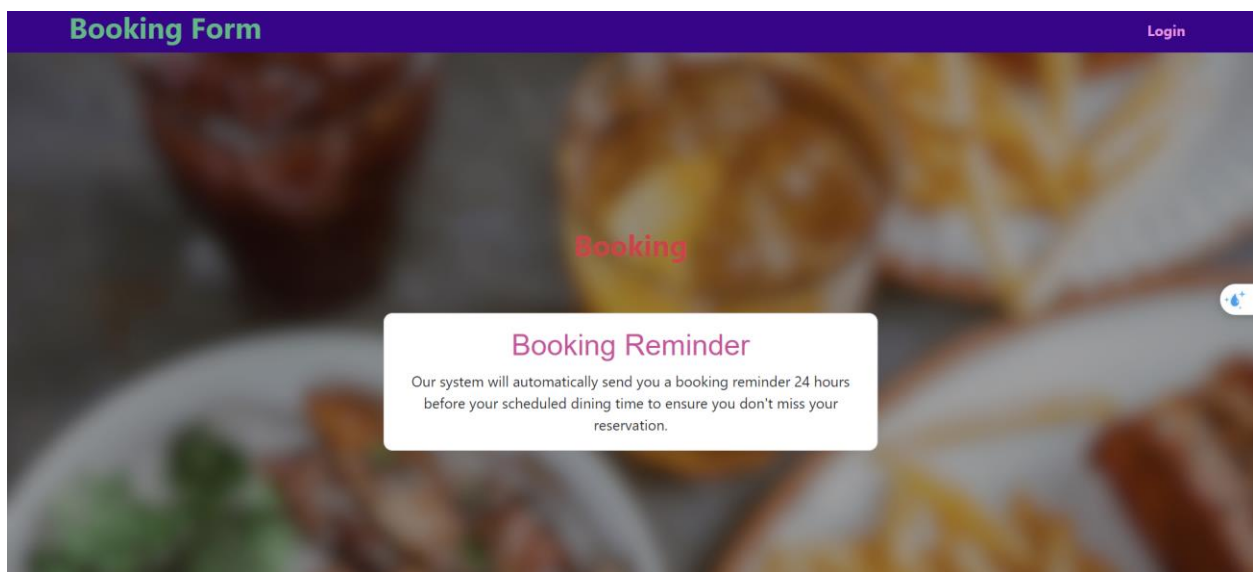 Booking Form
Login
Booking
Booking Reminder
Our system will automatically send you a booking reminder 24 hours
before your scheduled dining time to ensure you don't miss your
reservation.